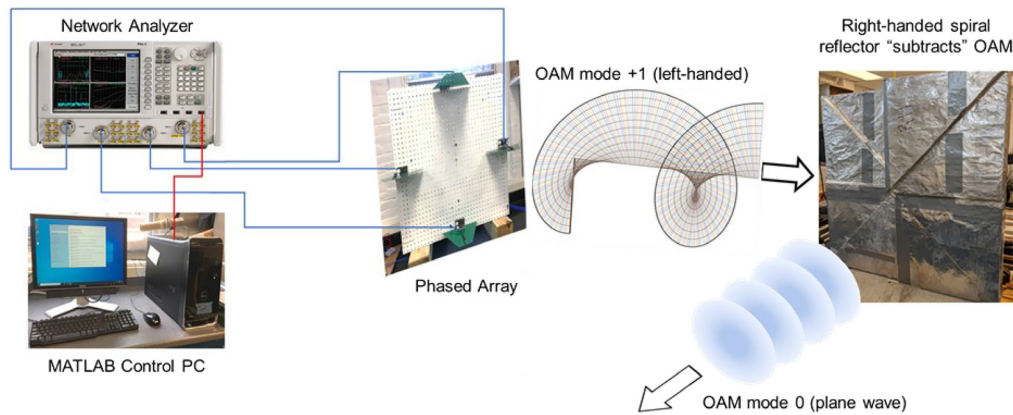 Network Analyzer
Right-handed spiral
reflector “subtracts” OAM
OAM mode +1 (left-handed)
Phased Array
MATLAB Control PC
OAM mode 0 (plane wave)